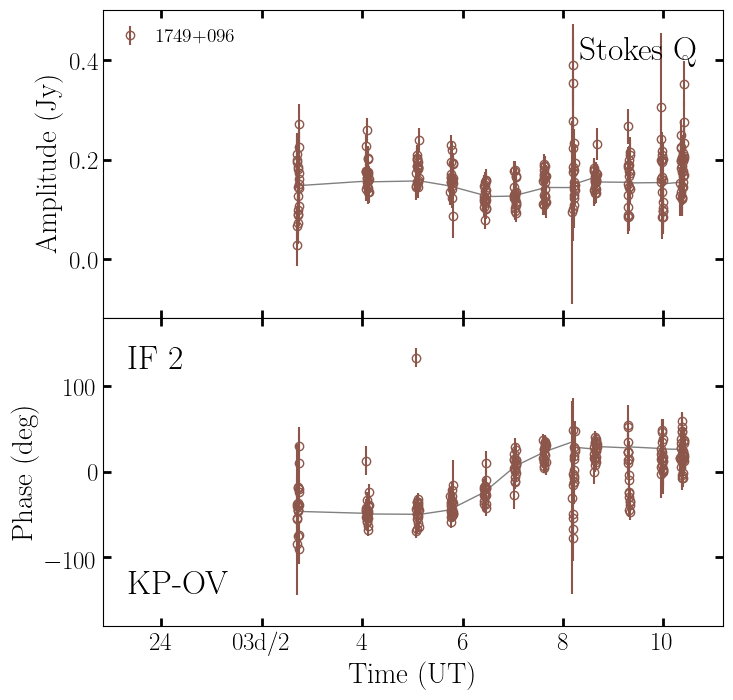 1749+096
Stokes Q
0.4
0.2
0.0
Amplitude (Jy)
IF 2
100
0
−100
Phase (deg)
KP-OV
24 03d/2 4 6 8 10
Time (UT)